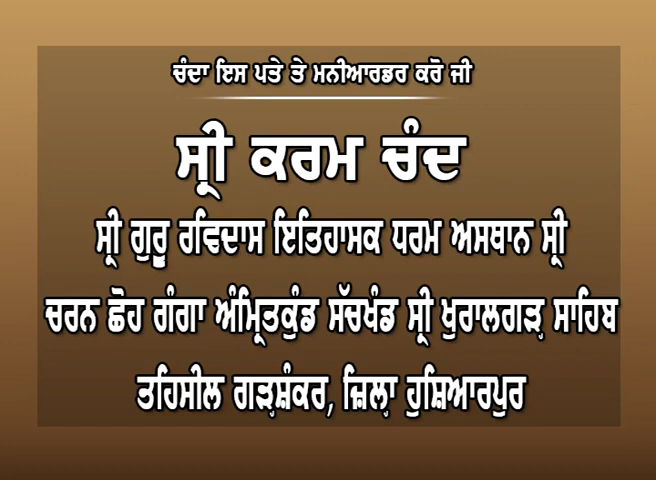 ਚੰਦਾ ਇਸ ਪਤੇ ਤੇ ਮਨੀਆਰਡਰ ਕਰੋ ਜੀ
ਸ੍ਰੀ ਕਰਮ ਚੰਦ
ਸ੍ਰੀ ਗੁਰੂ ਰਵਿਦਾਸ ਇਤਿਹਾਸਕ ਧਰਮ ਅਸਥਾਨ ਸ੍ਰੀ
ਚਰਨ ਛੋਹ ਗੰਗਾ ਅੰਮ੍ਰਿਤਕੁੰਡ ਸੱਚਖੰਡ ਸ੍ਰੀ ਖੁਰਾਲਗੜ੍ਹ ਸਾਹਿਬ
ਤਹਿਸੀਲ ਗੜ੍ਹਸ਼ੰਕਰ, ਜ਼ਿਲ੍ਹਾ ਹੁਸ਼ਿਆਰਪੁਰ